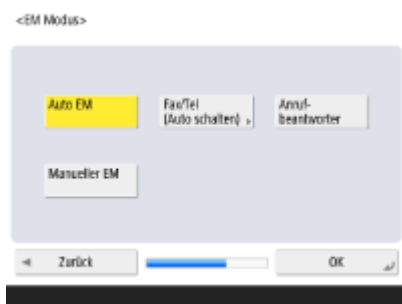 <EM Modus>
Auto EM
Fax/Tel
(Auto schalten)
Anruf-
beantworter
Manueller EM
Zurück
OK